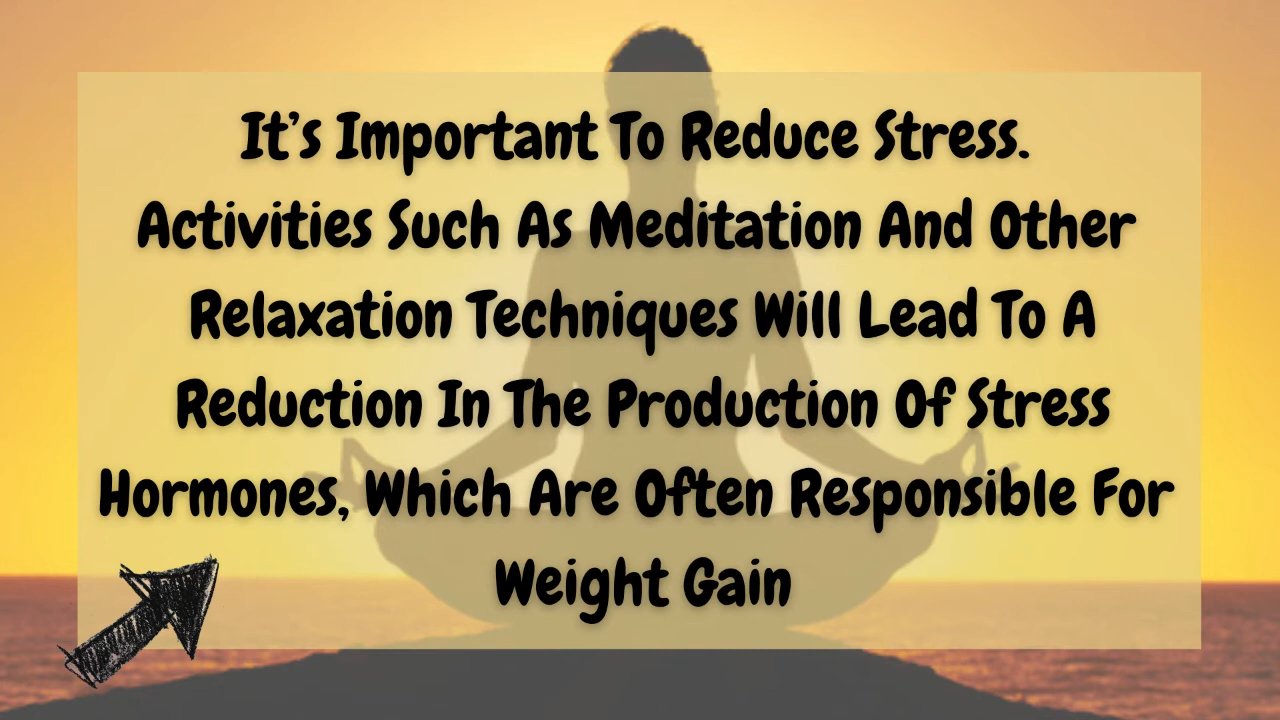 It’s Important To Reduce Stress.
Activities Such As Meditation And Other
Relaxation Techniques Will Lead To A
Reduction In The Production Of Stress
Hormones, Which Are Often Responsible For
Weight Gain